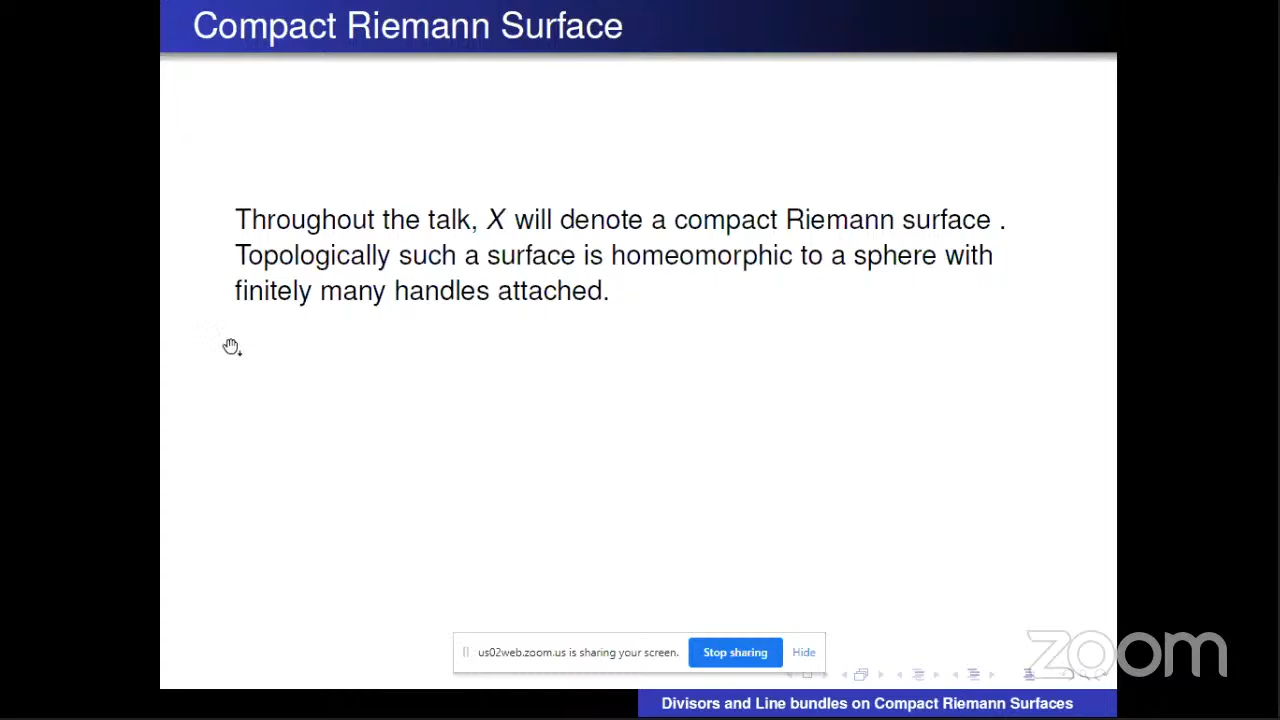 Compact Riemann Surface
Throughout the talk, X will denote a compact Riemann surface .
Topologically such a surface is homeomorphic to a sphere with
finitely many handles attached.
us02web.zoom.us is sharing your screen. Stop sharing Hide
zoom
Divisors and Line bundles on Compact Riemann Surfaces